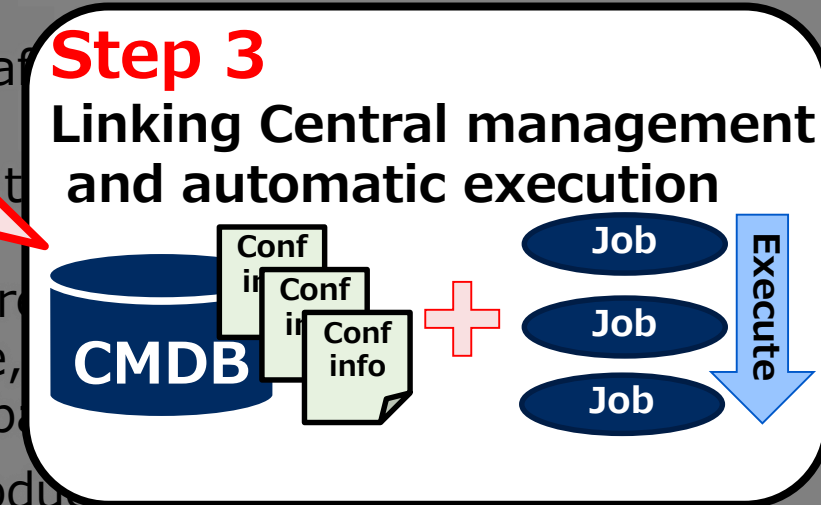 Step 3
Linking Central management
and automatic execution
Conf
Conf
Conf
info
CMDB
Job
Job
Job
Execute